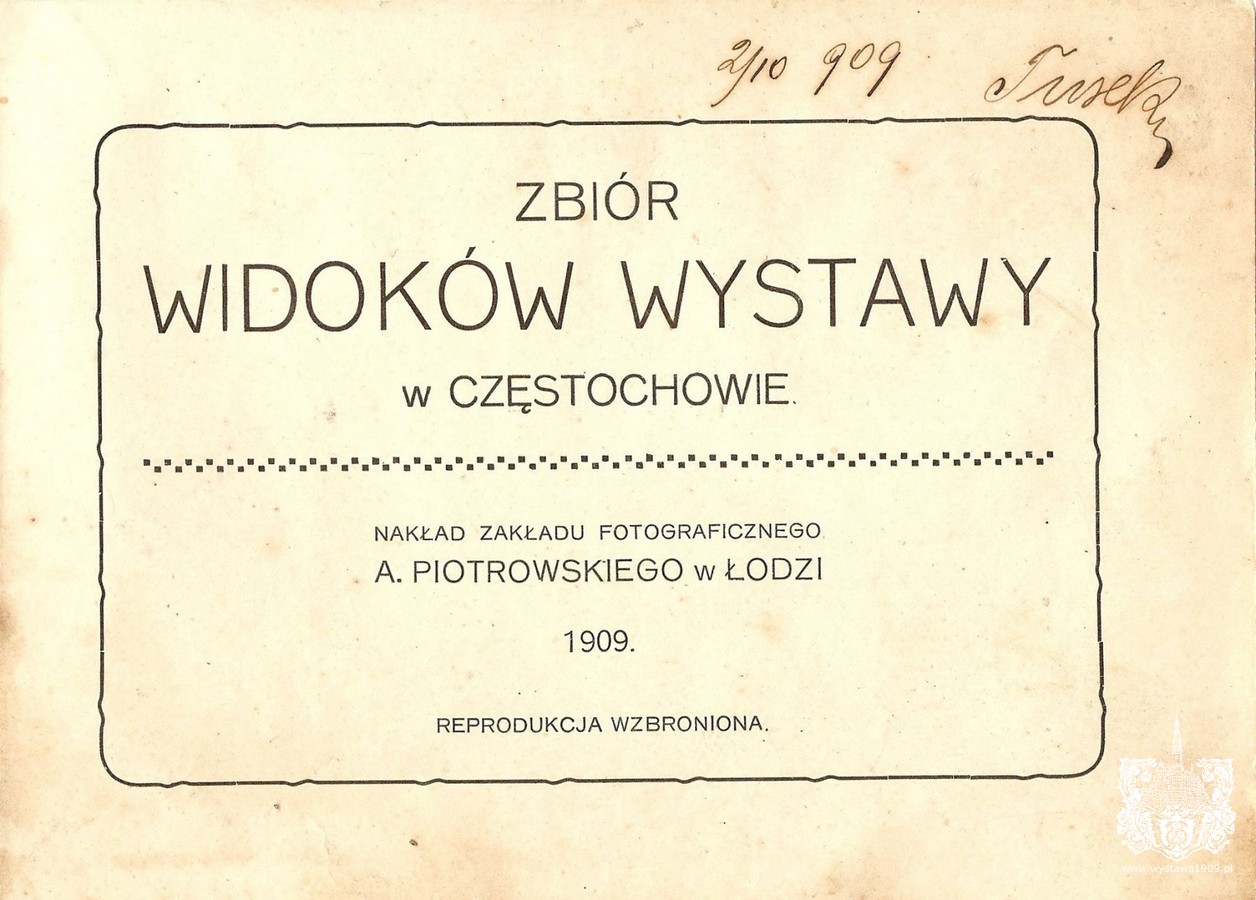 2/10 909
ZBIÓR
WIDOKÓW WYSTAWY
w CZĘSTOCHOWIE.
NAKŁAD ZAKŁADU FOTOGRAFICZNEGO
A. PIOTROWSKIEGO w ŁODZI
1909.
REPRODUKCJA WZBRONIONA.
www.wystawa1909.pl